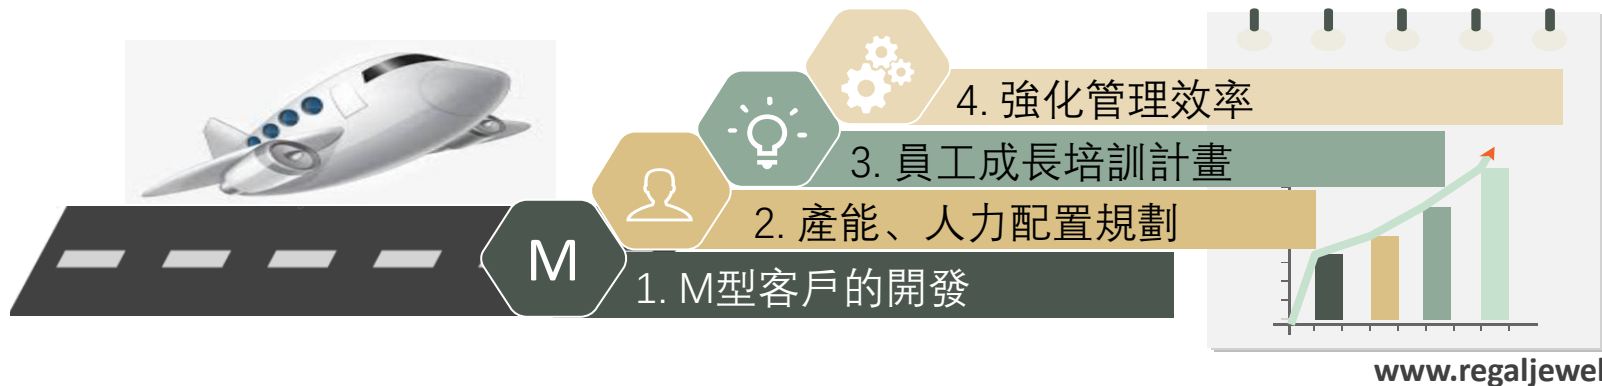 4. 強化管理效率
3. 員工成長培訓計畫
2. 產能、人力配置規劃
M
1. M型客戶的開發
www.regaljewel